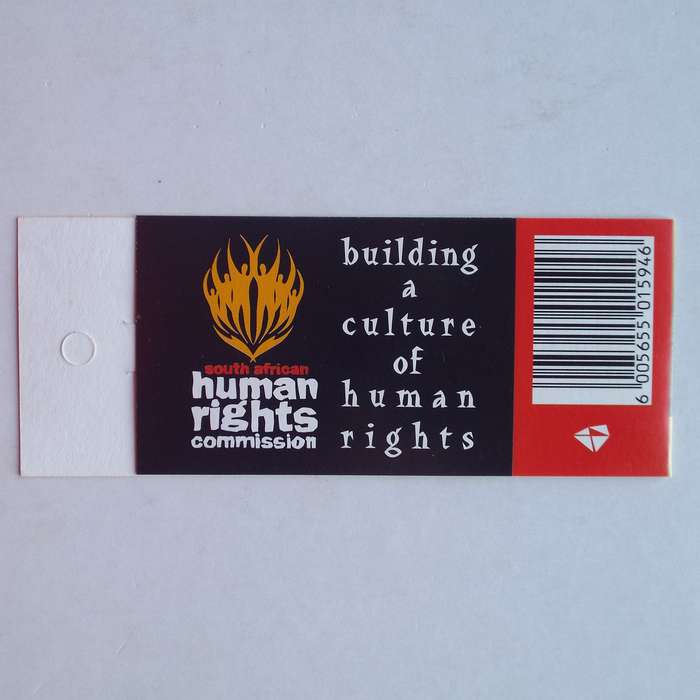 south african
human
rights
commission
building
a
culture
of
human
rights
6 005655 015946